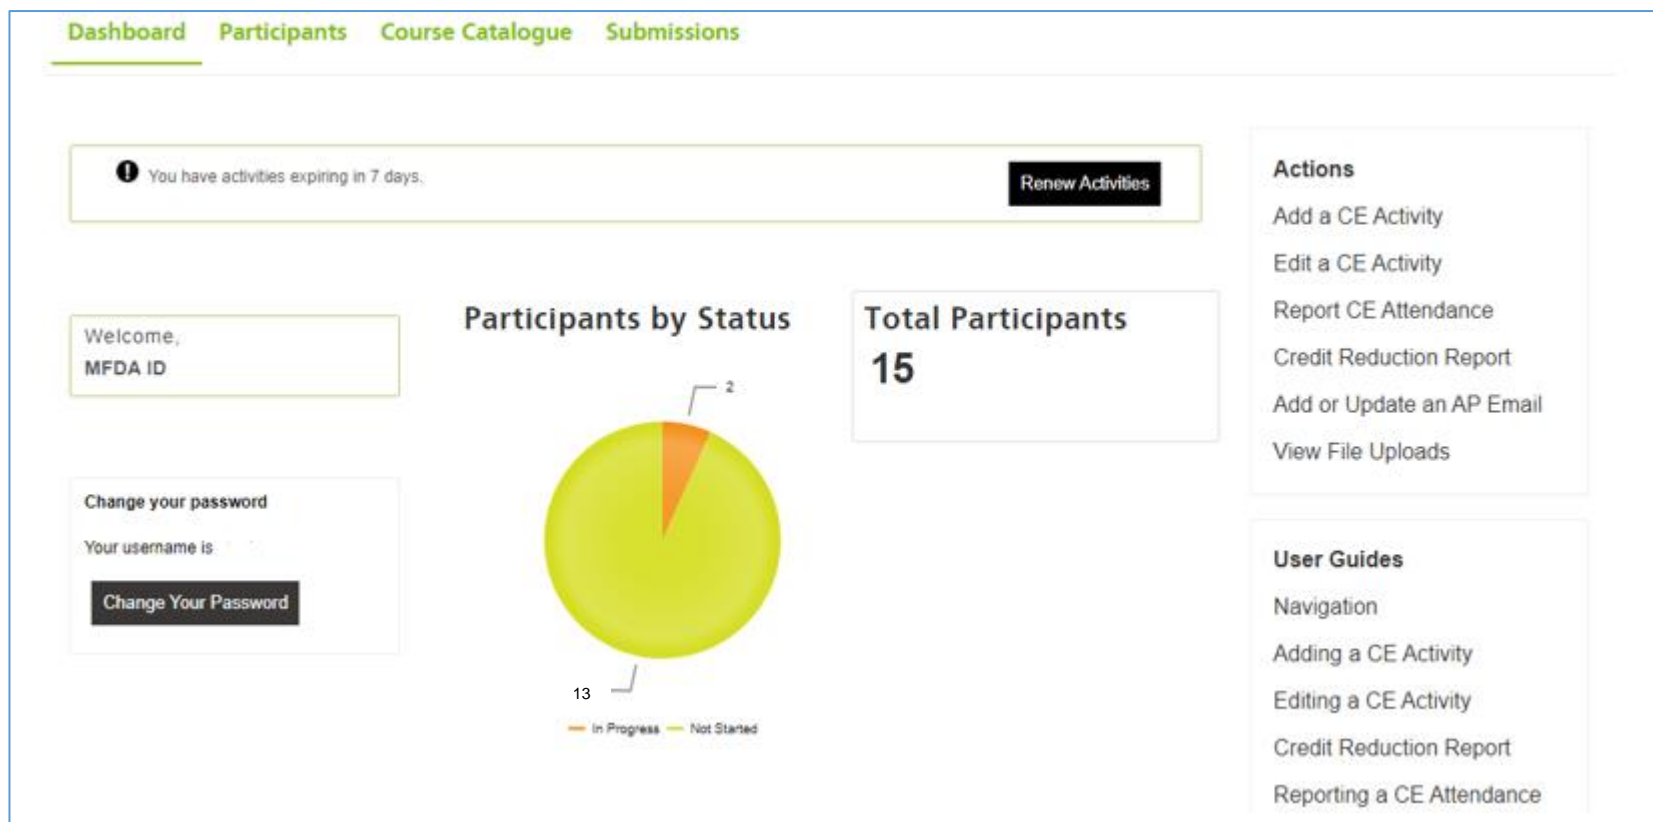 Dashboard Participants Course Catalogue Submissions
You have activities expiring in 7 days.
Renew Activities
Welcome,
MFDA ID
Change your password
Your username is
Change Your Password
Participants by Status
2
13
In Progress Not Started
Total Participants
15
Actions
Add a CE Activity
Edit a CE Activity
Report CE Attendance
Credit Reduction Report
Add or Update an AP Email
View File Uploads
User Guides
Navigation
Adding a CE Activity
Editing a CE Activity
Credit Reduction Report
Reporting a CE Attendance